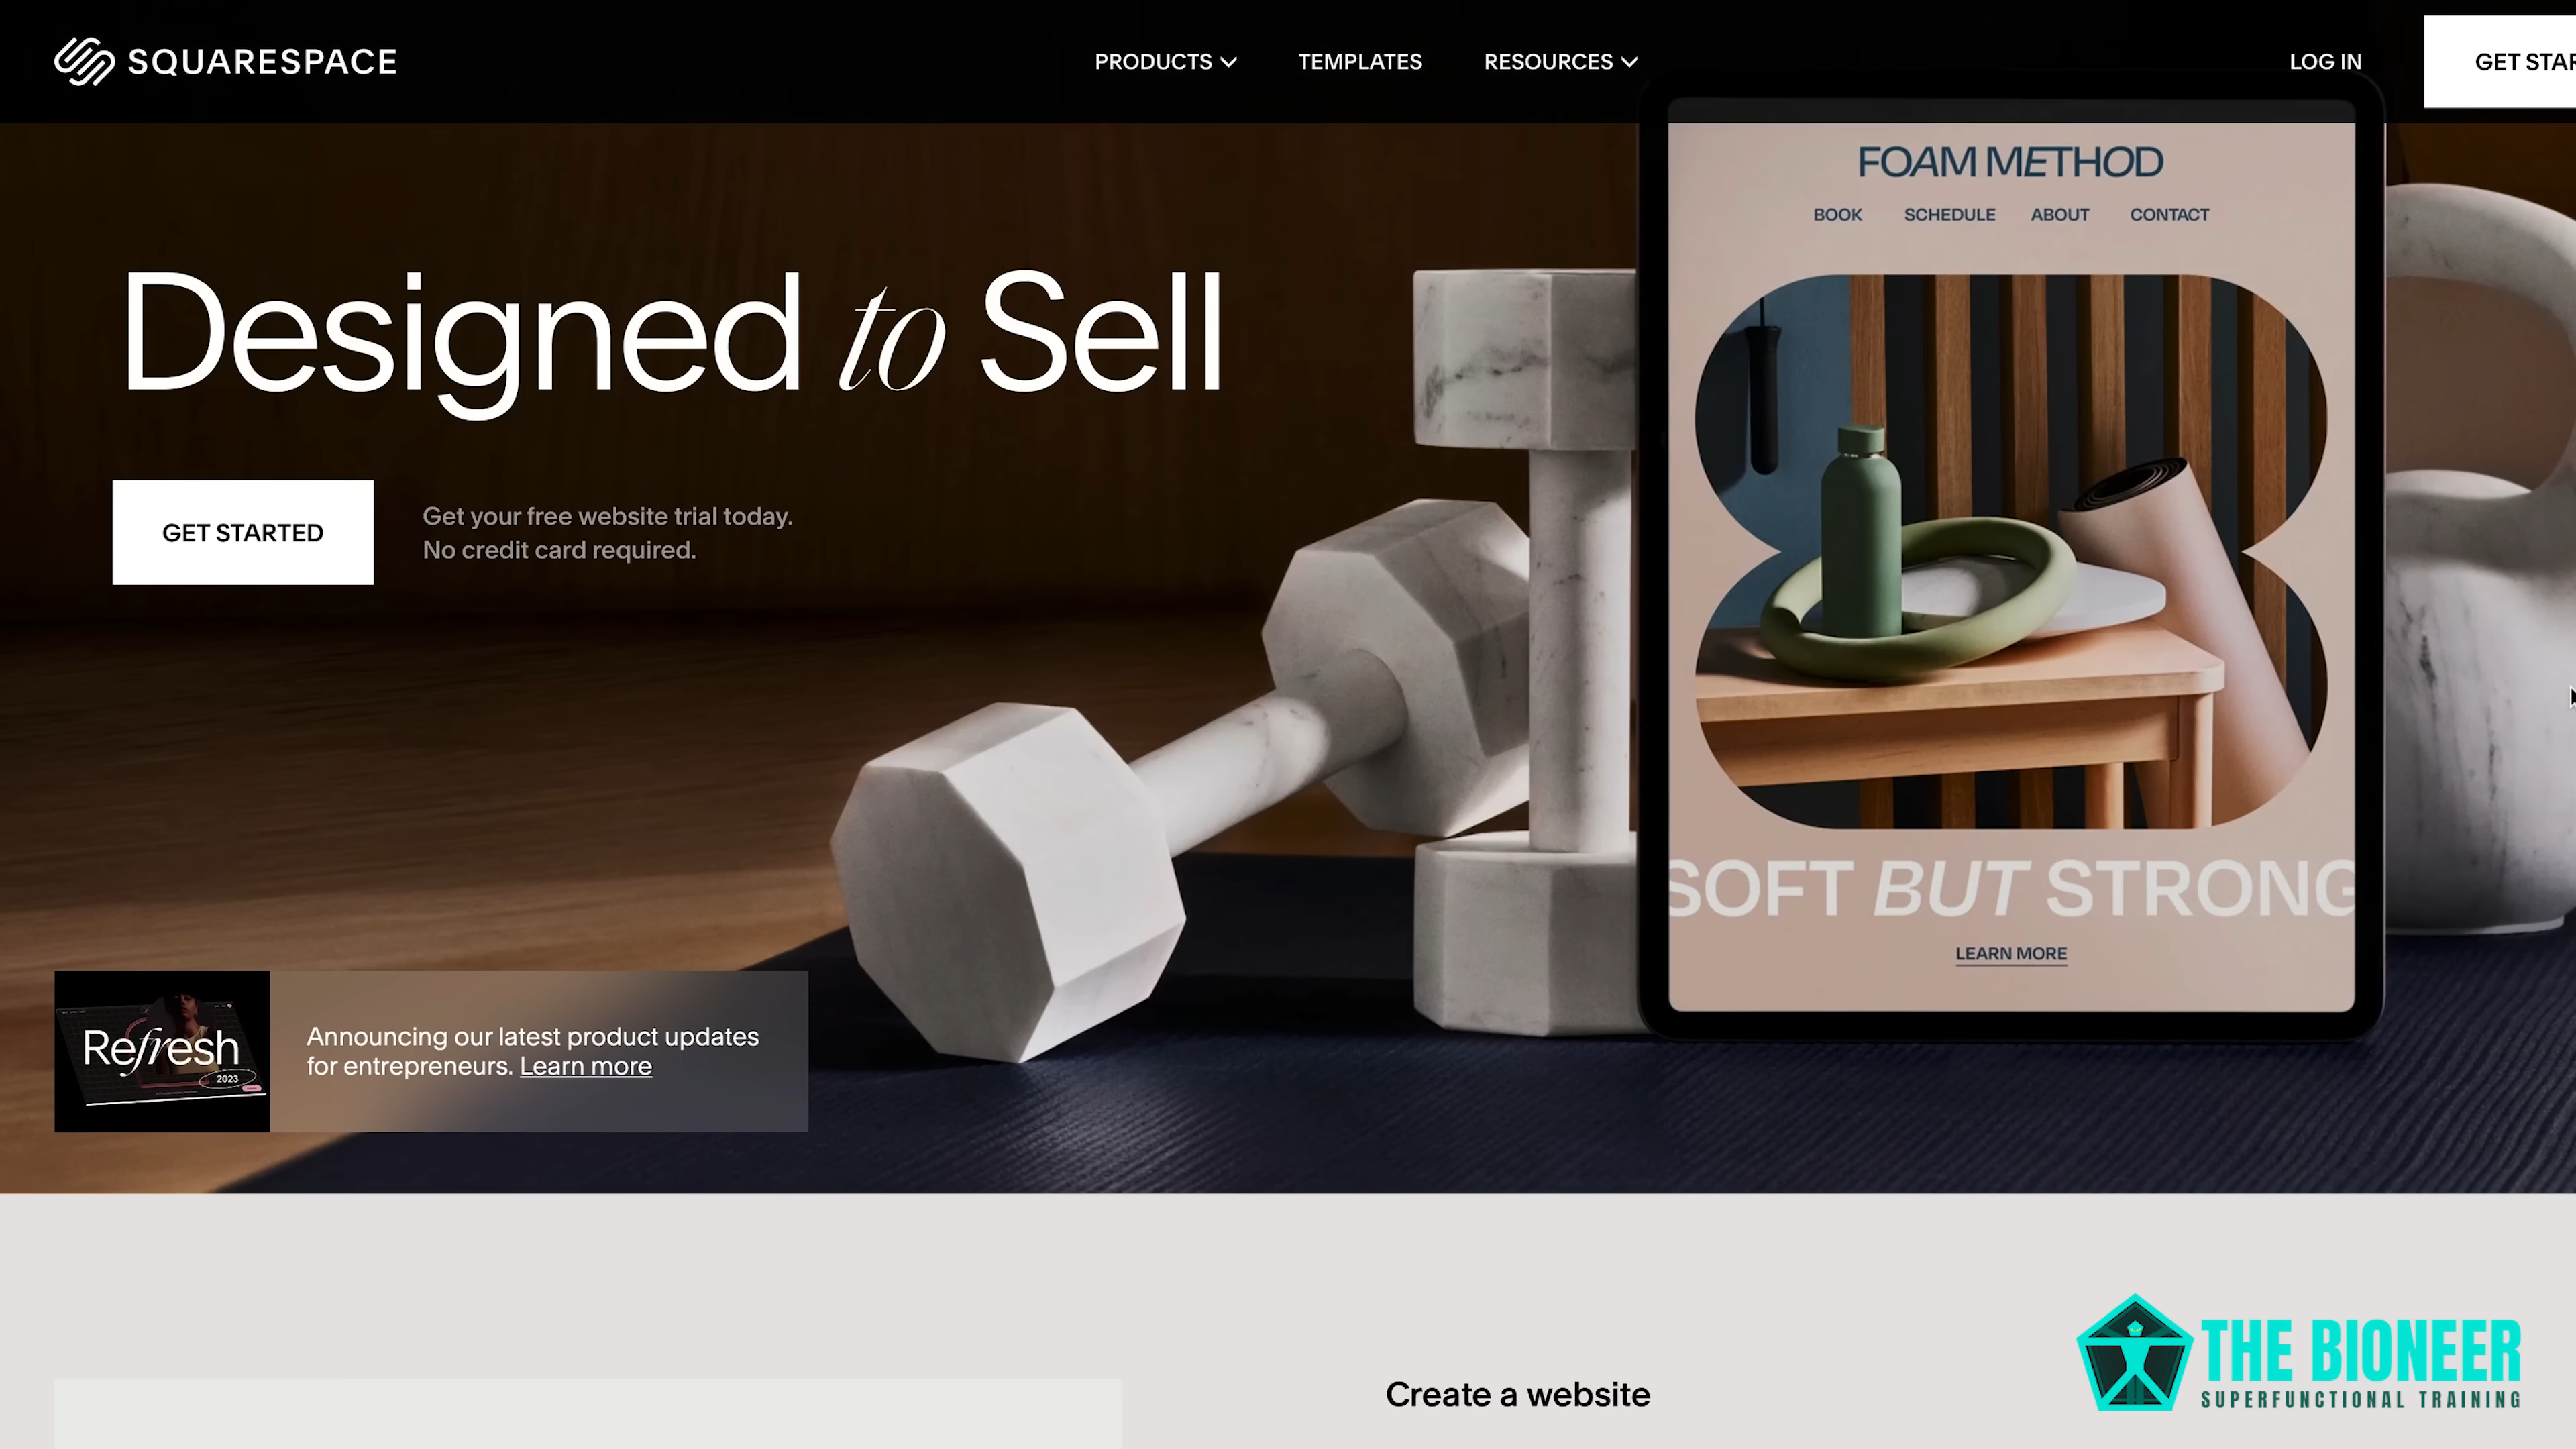 SQUARESPACE
PRODUCTS
TEMPLATES
RESOURCES
LOG IN
GET STAR
Designed to Sell
GET STARTED
Get your free website trial today.
No credit card required.
FOAM METHOD
BOOK
SCHEDULE
ABOUT
CONTACT
SOFT BUT STRONG
LEARN MORE
Refresh
2023
Announcing our latest product updates
for entrepreneurs. Learn more
Create a website
THE BIONEER
SUPERFUNCTIONAL TRAINING